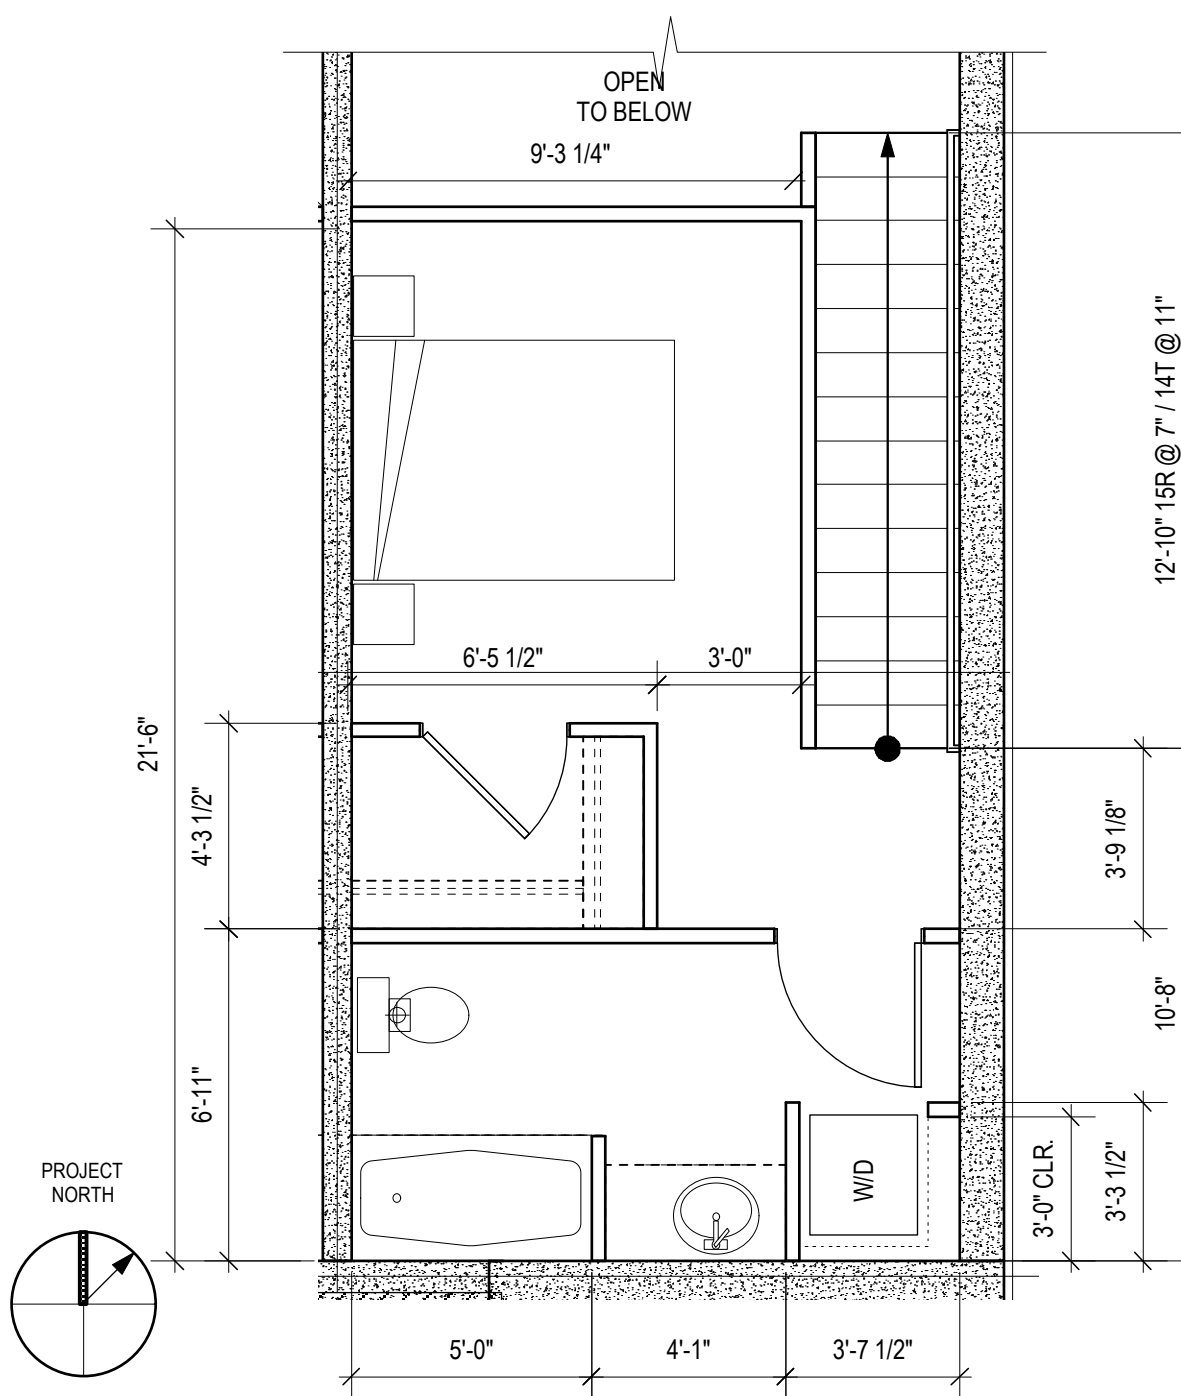 OPEN
TO BELOW
9'-3 1/4"
12'-10" 15R @ 7" / 14T @ 11"
6'-5 1/2"
3'-0"
21'-6"
4'-3 1/2"
3'-9 1/8"
10'-8"
6'-11"
W/D
3'-0" CLR.
3'-3 1/2"
PROJECT
NORTH
5'-0"
4'-1"
3'-7 1/2"